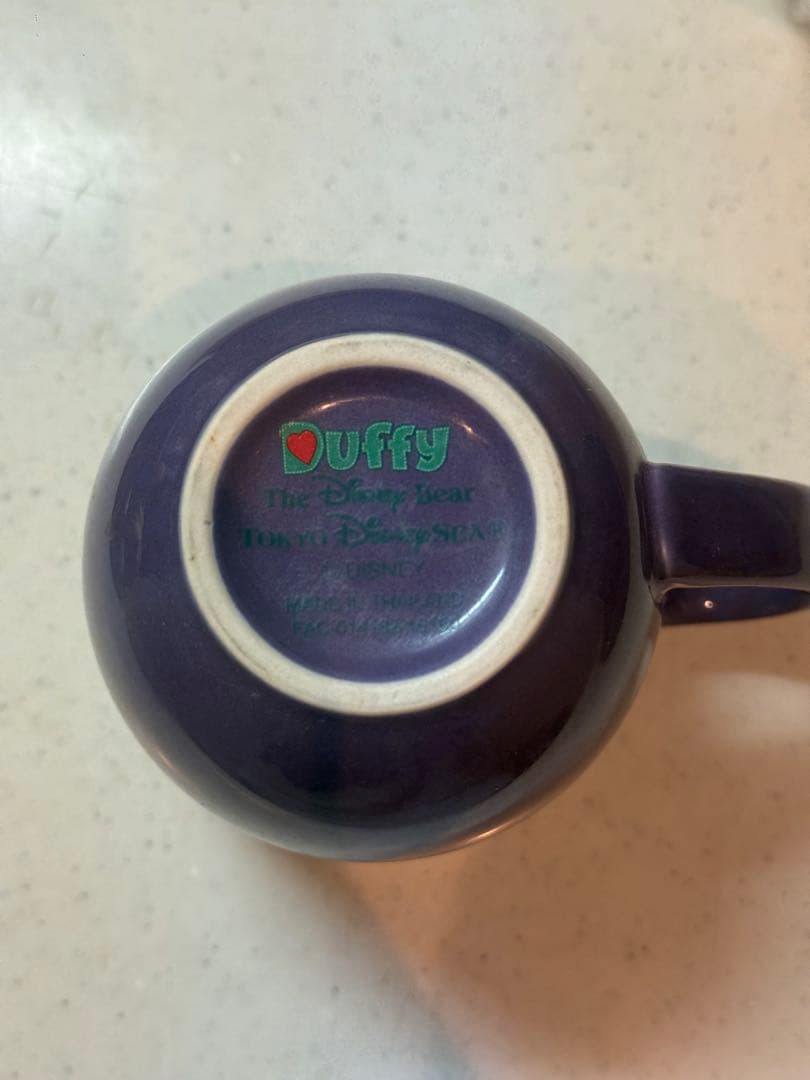 Duffy
The Disney Bear
TOKYO DISNEYSEA®
© DISNEY
MADE IN THAILAND